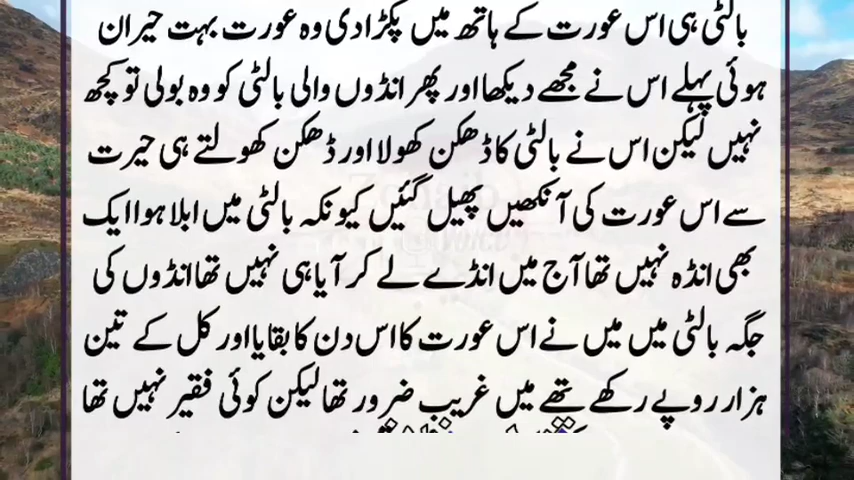 بالٹی ہی اس عورت کے ہاتھ میں پکڑا دی وہ عورت بہت حیران
ہوئی پہلے اس نے مجھے دیکھا اور پھر انڈوں والی بالٹی کو وہ بولی تو کچھ
نہیں لیکن اس نے بالٹی کا ڈھکن کھولا اور ڈھکن کھولتے ہی حیرت
سے اس عورت کی آنکھیں پھیل گئیں کیونکہ بالٹی میں ابلا ہوا ایک
بھی انڈہ نہیں تھا آج میں انڈے لے کر آیا ہی نہیں تھا انڈوں کی
جگہ بالٹی میں میں نے اس عورت کا اس دن کا بقایا اور کل کے تین
ہزار روپے رکھے تھے میں غریب ضرور تھا لیکن کوئی فقیر نہیں تھا